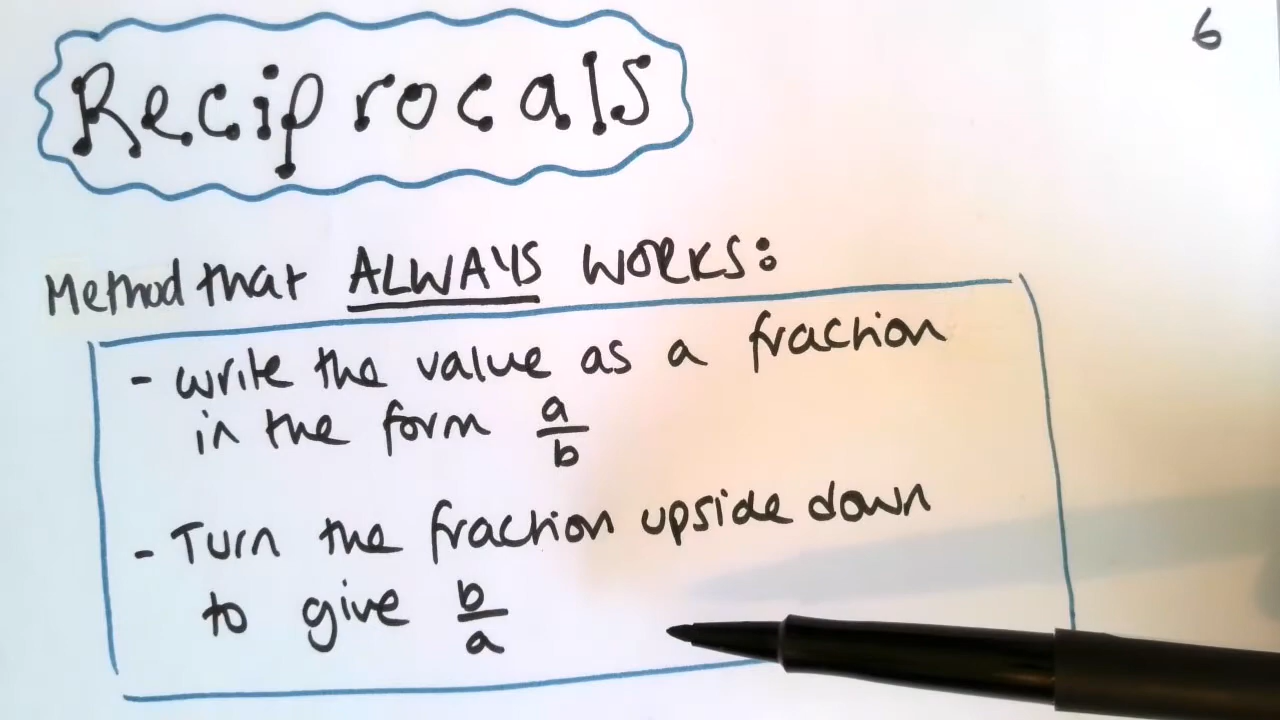 6
Reciprocals
Method that ALWAYS WORKS:
- write the value as a fraction
in the form a/b
- Turn the fraction upside down
to give b/a